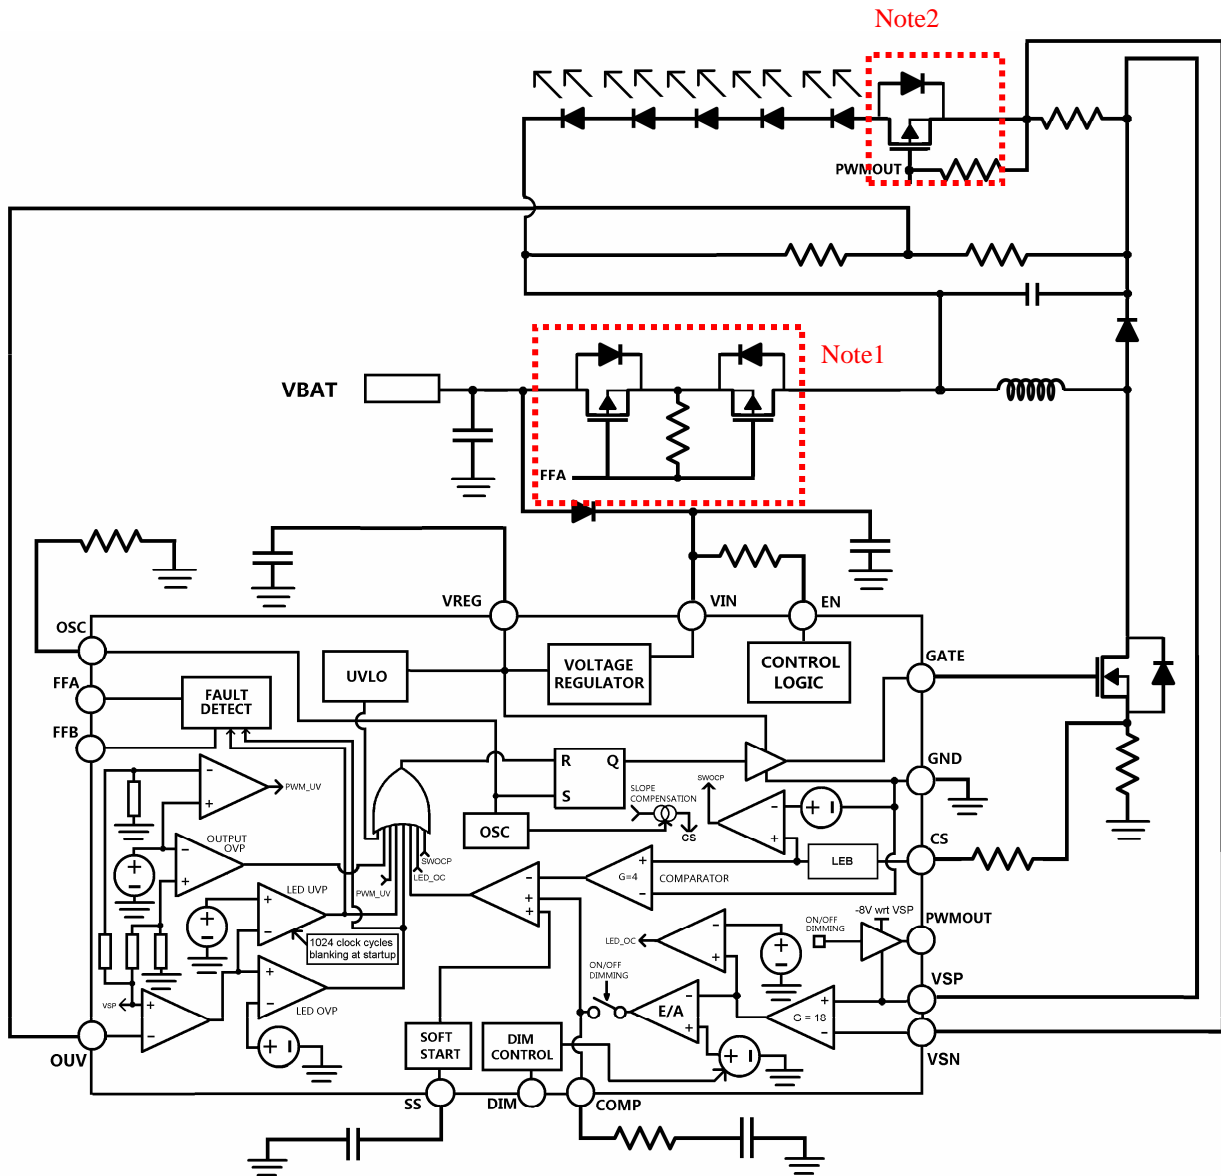 Note2
PWMOUT
Note1
VBAT
FFA
VREG
VIN
EN
OSC
FFA
FFB
UVLO
VOLTAGE
REGULATOR
CONTROL
LOGIC
GATE
FAULT
DETECT
R
Q
S
GND
SLOPE
COMPENSATION
SWOCP
PWM_UV
OSC
CS
CS
OUTPUT
OVP
SWOCP
LED_OC
PWM_UV
G=4
COMPARATOR
LEB
LED UVP
-8V wrt VSP
PWMOUT
ON/OFF
DIMMING
1024 clock cycles
blanking at startup
LED_OC
ON/OFF
DIMMING
VSP
VSP
LED OVP
E/A
G = 18
VSN
OUV
SOFT
START
DIM
CONTROL
SS
DIM
COMP